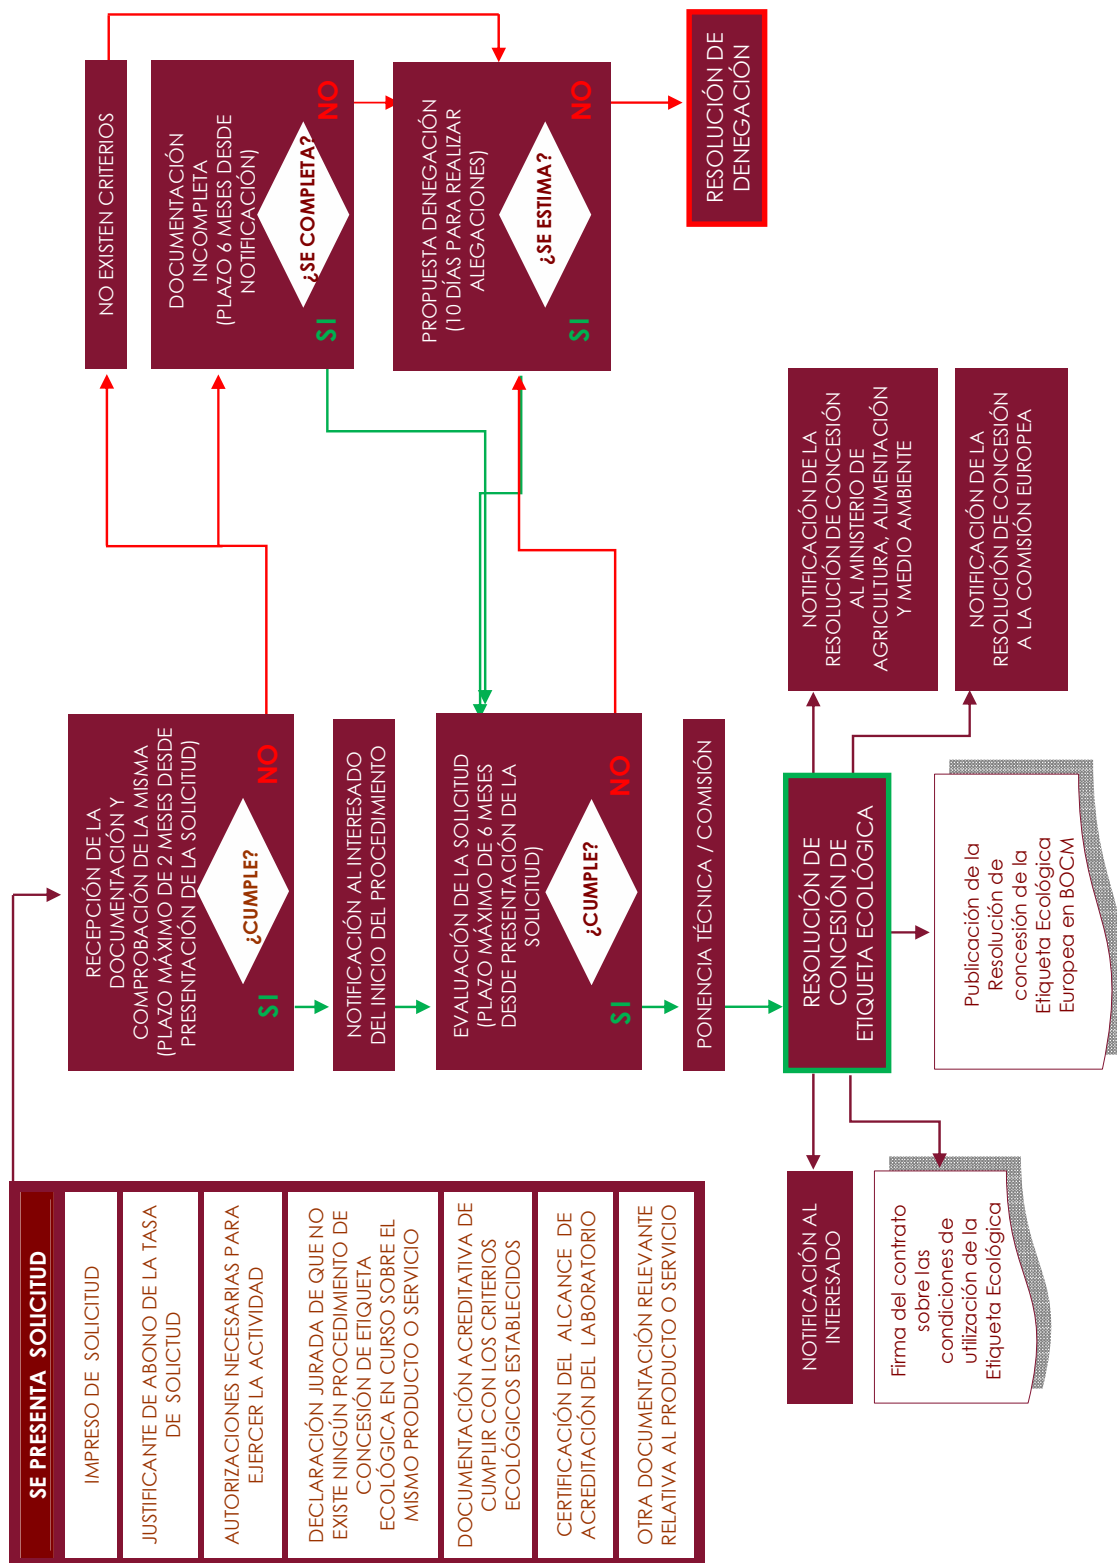 SE PRESENTA SOLICITUD
IMPRESO DE SOLICITUD
JUSTIFICANTE DE ABONO DE LA TASA
DE SOLICTUD
AUTORIZACIONES NECESARIAS PARA
EJERCER LA ACTIVIDAD
DECLARACIÓN JURADA DE QUE NO
EXISTE NINGÚN PROCEDIMIENTO DE
CONCESIÓN DE ETIQUETA
ECOLÓGICA EN CURSO SOBRE EL
MISMO PRODUCTO O SERVICIO
DOCUMENTACIÓN ACREDITATIVA DE
CUMPLIR CON LOS CRITERIOS
ECOLÓGICOS ESTABLECIDOS
CERTIFICACIÓN DEL ALCANCE DE
ACREDITACIÓN DEL LABORATORIO
OTRA DOCUMENTACIÓN RELEVANTE
RELATIVA AL PRODUCTO O SERVICIO
RECEPCIÓN DE LA
DOCUMENTACIÓN Y
COMPROBACIÓN DE LA MISMA
(PLAZO MÁXIMO DE 2 MESES DESDE
PRESENTACIÓN DE LA SOLICITUD)
¿CUMPLE?
SI
NO
NOTIFICACIÓN AL INTERESADO
DEL INICIO DEL PROCEDIMIENTO
EVALUACIÓN DE LA SOLICITUD
(PLAZO MÁXIMO DE 6 MESES
DESDE PRESENTACIÓN DE LA
SOLICITUD)
¿CUMPLE?
SI
NO
PONENCIA TÉCNICA / COMISIÓN
RESOLUCIÓN DE
CONCESIÓN DE
ETIQUETA ECOLÓGICA
NO EXISTEN CRITERIOS
DOCUMENTACIÓN
INCOMPLETA
(PLAZO 6 MESES DESDE
NOTIFICACIÓN)
¿SE COMPLETA?
SI
NO
PROPUESTA DENEGACIÓN
(10 DÍAS PARA REALIZAR
ALEGACIONES)
¿SE ESTIMA?
SI
NO
RESOLUCIÓN DE
DENEGACIÓN
NOTIFICACIÓN AL
INTERESADO
Firma del contrato
sobre las
condiciones de
utilización de la
Etiqueta Ecológica
Publicación de la
Resolución de
concesión de la
Etiqueta Ecológica
Europea en BOCM
NOTIFICACIÓN DE LA
RESOLUCIÓN DE CONCESIÓN
AL MINISTERIO DE
AGRICULTURA, ALIMENTACIÓN
Y MEDIO AMBIENTE
NOTIFICACIÓN DE LA
RESOLUCIÓN DE CONCESIÓN
A LA COMISIÓN EUROPEA